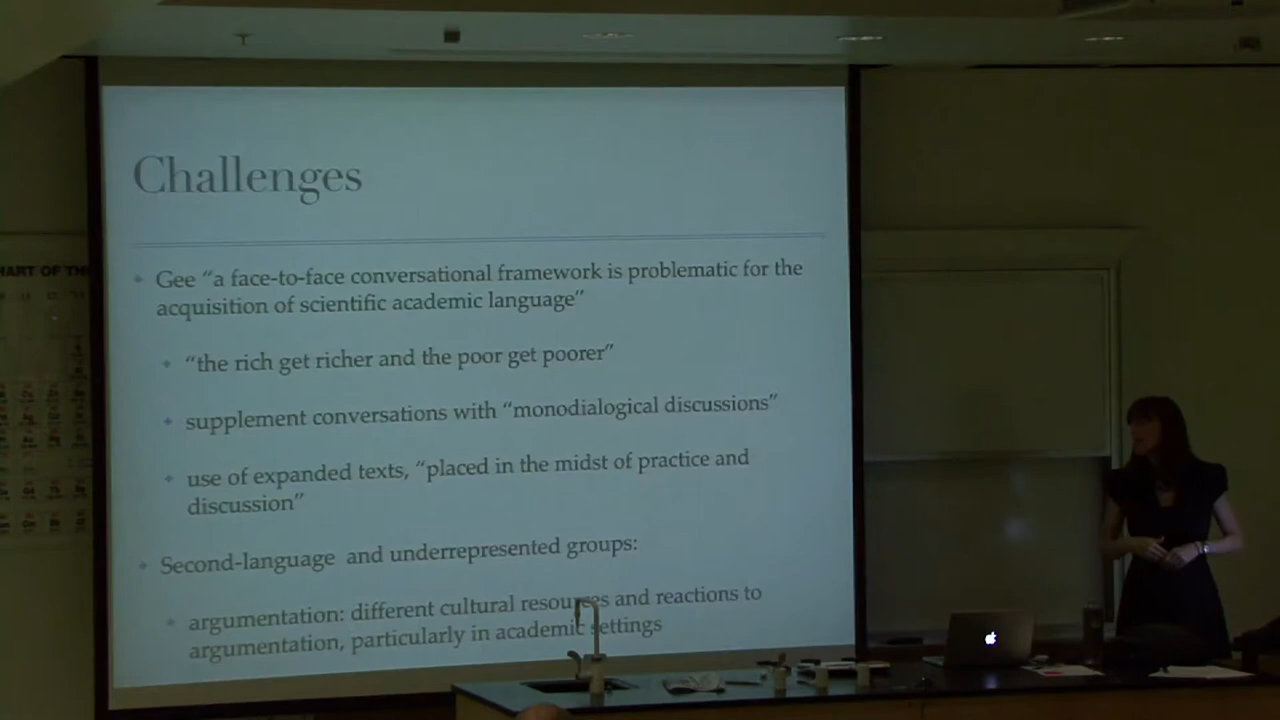 Challenges
Gee “a face-to-face conversational framework is problematic for the
acquisition of scientific academic language”
“the rich get richer and the poor get poorer”
supplement conversations with “monodialogical discussions”
use of expanded texts, “placed in the midst of practice and
discussion”
Second-language and underrepresented groups:
argumentation: different cultural resources and reactions to
argumentation, particularly in academic settings
HART OF TH